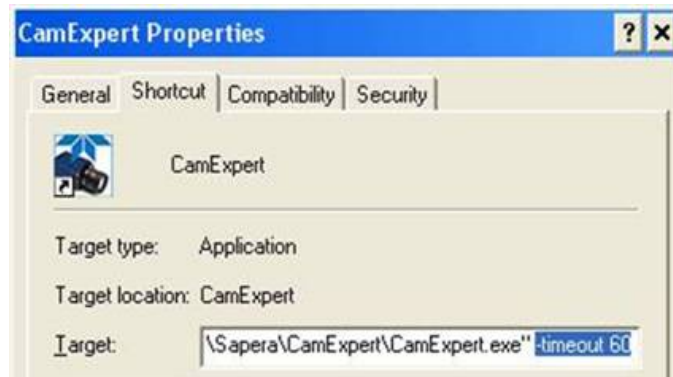 CamExpert Properties
? ×
General Shortcut Compatibility Security
CamExpert
Target type: Application
Target location: CamExpert
Target: \Sapera\CamExpert\CamExpert.exe" -timeout 60